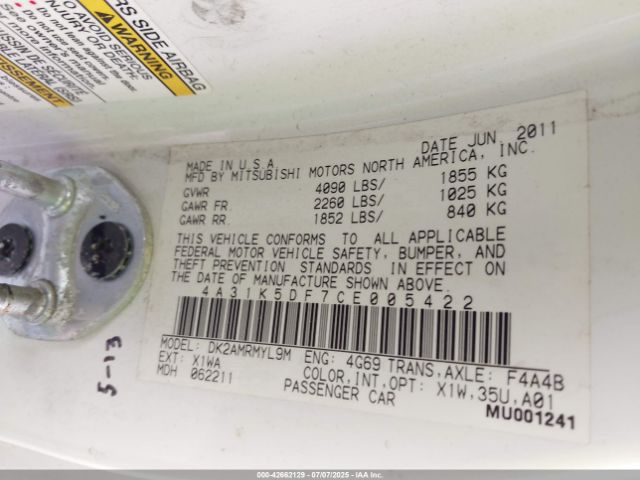 RS SIDE AIRBAG
TO AVOID SERIOUS
INJURY OR DEATH
DATE JUN. 2011
MADE IN U.S.A.
MFD BY MITSUBISHI MOTORS NORTH AMERICA, INC.
GVWR 4090 LBS/ 1855 KG
GAWR FR. 2260 LBS/ 1025 KG
GAWR RR. 1852 LBS/ 840 KG
THIS VEHICLE CONFORMS TO ALL APPLICABLE
FEDERAL MOTOR VEHICLE SAFETY, BUMPER, AND
THEFT PREVENTION STANDARDS IN EFFECT ON
THE DATE OF MANUFACTURE SHOWN ABOVE.
4A31K5DF7CE005422
MODEL: DK2AMRMYL9M ENG: 4G69 TRANS,AXLE: F4A4B
EXT: X1WA COLOR,INT,OPT: X1W,35U,A01
MDH 062211 PASSENGER CAR
MU001241
5-13
000-42662129 - 07/07/2025 - IAA Inc.